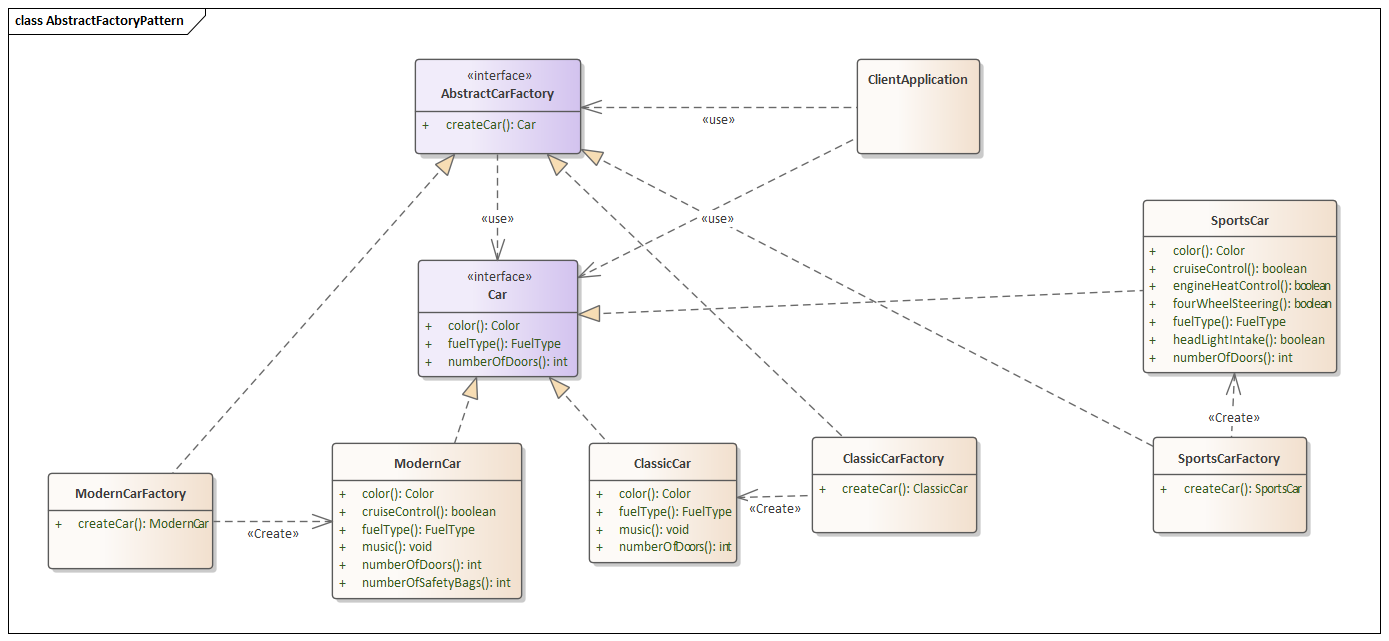 class AbstractFactoryPattern
«interface»
AbstractCarFactory
+ createCar(): Car
ClientApplication
«use»
«use»
«use»
SportsCar
+ color(): Color
+ cruiseControl(): boolean
+ engineHeatControl(): boolean
+ fourWheelSteering(): boolean
+ fuelType(): FuelType
+ headLightIntake(): boolean
+ numberOfDoors(): int
«interface»
Car
+ color(): Color
+ fuelType(): FuelType
+ numberOfDoors(): int
«Create»
ModernCarFactory
+ createCar(): ModernCar
«Create»
ModernCar
+ color(): Color
+ cruiseControl(): boolean
+ fuelType(): FuelType
+ music(): void
+ numberOfDoors(): int
+ numberOfSafetyBags(): int
ClassicCar
+ color(): Color
+ fuelType(): FuelType
+ music(): void
+ numberOfDoors(): int
«Create»
ClassicCarFactory
+ createCar(): ClassicCar
SportsCarFactory
+ createCar(): SportsCar